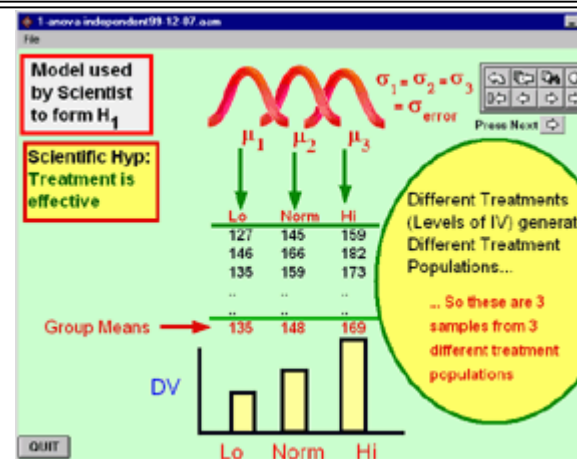 1-anova independent99-12-07.asm
File
Model used
by Scientist
to form H1
σ1 = σ2 = σ3
= σerror
Press Next
μ1 μ2 μ3
Scientific Hyp:
Treatment is
effective
Different Treatments
(Levels of IV) generat
Different Treatment
Populations...
... So these are 3
samples from 3
different treatment
populations
Lo Norm Hi
127 145 159
146 166 182
135 159 173
.. .. ..
.. .. ..
Group Means 135 148 169
DV
Lo Norm Hi
QUIT